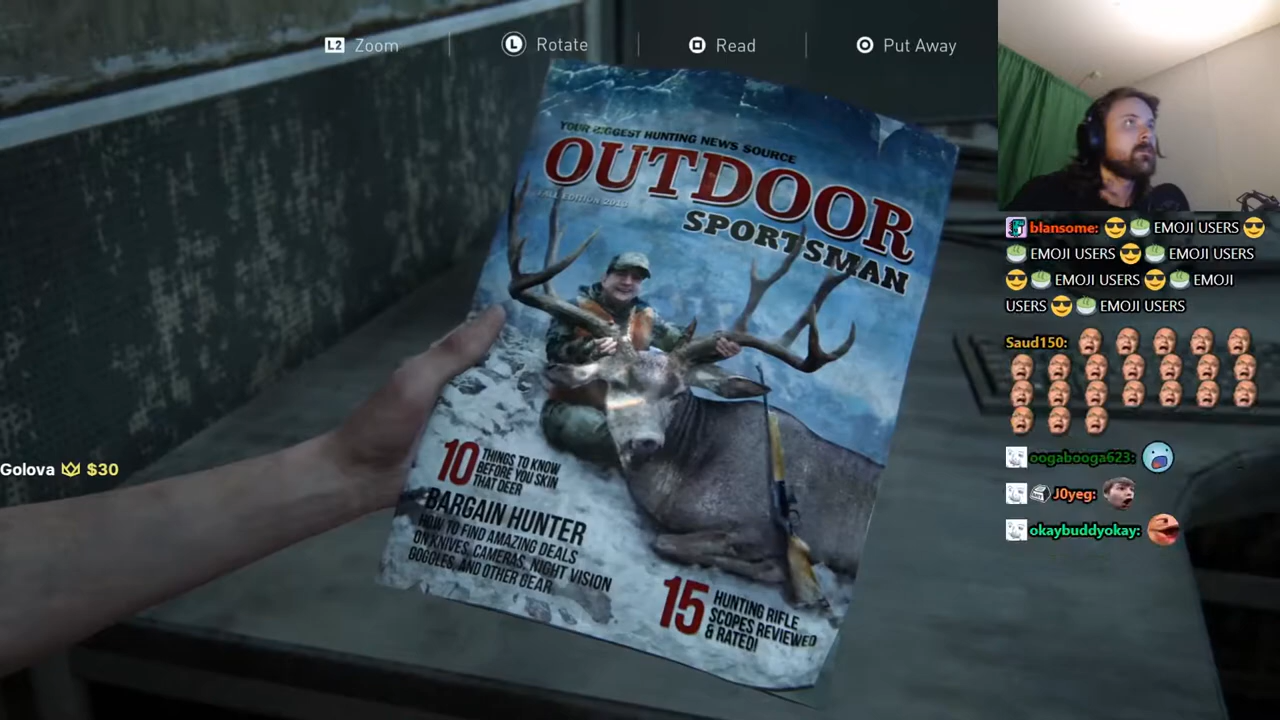 L2 Zoom
L Rotate
Read
Put Away
YOUR BIGGEST HUNTING NEWS SOURCE
OUTDOOR
FALL EDITION
SPORTSMAN
10 THINGS TO KNOW
BEFORE YOU SKIN
THAT DEER
BARGAIN HUNTER
HOW TO FIND AMAZING DEALS
ON KNIVES, CAMERAS, NIGHT VISION
GOGGLES, AND OTHER GEAR
15 HUNTING RIFLE
SCOPES REVIEWED
& RATED!
Golova $30
blansome: 😎 🍵 EMOJI USERS 😎
🍵 EMOJI USERS 😎 🍵 EMOJI USERS
😎 🍵 EMOJI USERS 😎 🍵 EMOJI
USERS 😎 🍵 EMOJI USERS
Saud150:
oogabooga623:
J0yeg:
okaybuddyokay: